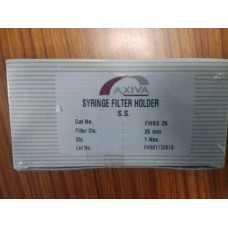 AXIVA
SYRINGE FILTER HOLDER
S.S.
Cat No. : FHSS 25
Filter Dia. : 25 mm
Qty. : 1 Nos.
Lot No. :